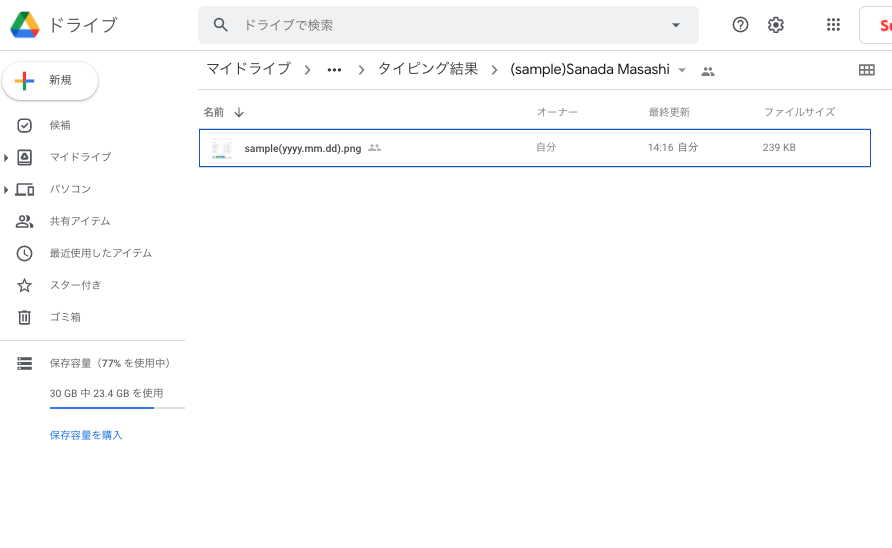 ドライブ
ドライブで検索
マイドライブ
タイピング結果
(sample)Sanada Masashi
新規
候補
マイドライブ
パソコン
共有アイテム
最近使用したアイテム
スター付き
ゴミ箱
保存容量（77% を使用中）
30 GB 中 23.4 GB を使用
保存容量を購入
名前 オーナー 最終更新 ファイルサイズ
sample(yyyy.mm.dd).png 自分 14:16 自分 239 KB